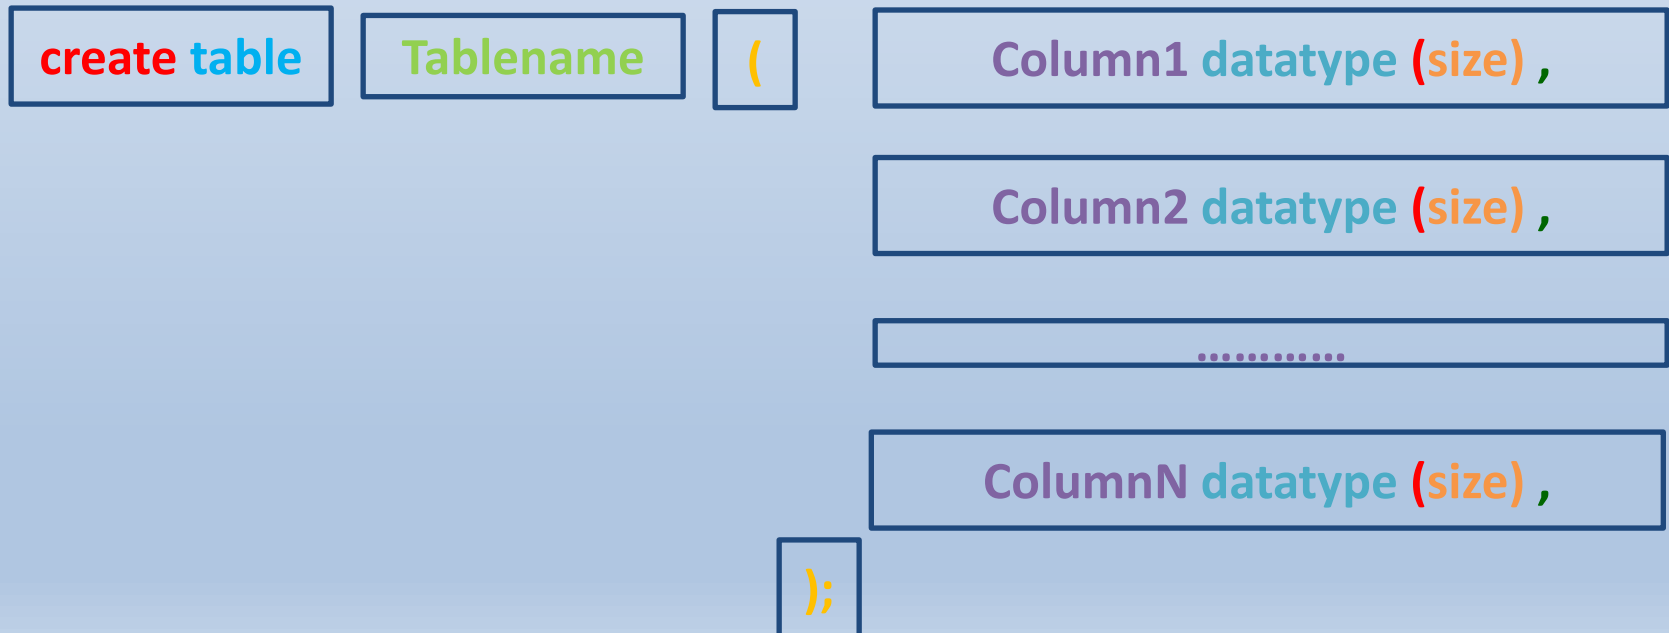 create table Tablename ( Column1 datatype (size) ,
Column2 datatype (size) ,
............
ColumnN datatype (size) ,
);